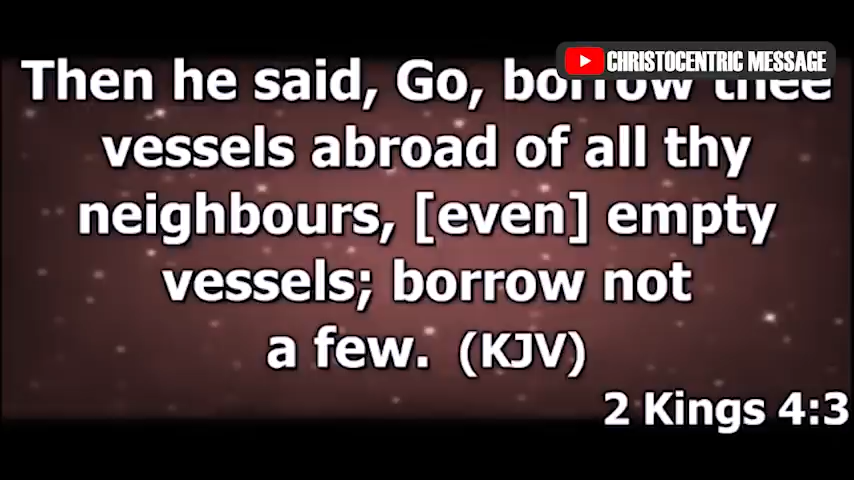 CHRISTOCENTRIC MESSAGE
Then he said, Go, borrow thee
vessels abroad of all thy
neighbours, [even] empty
vessels; borrow not
a few. (KJV)
2 Kings 4:3